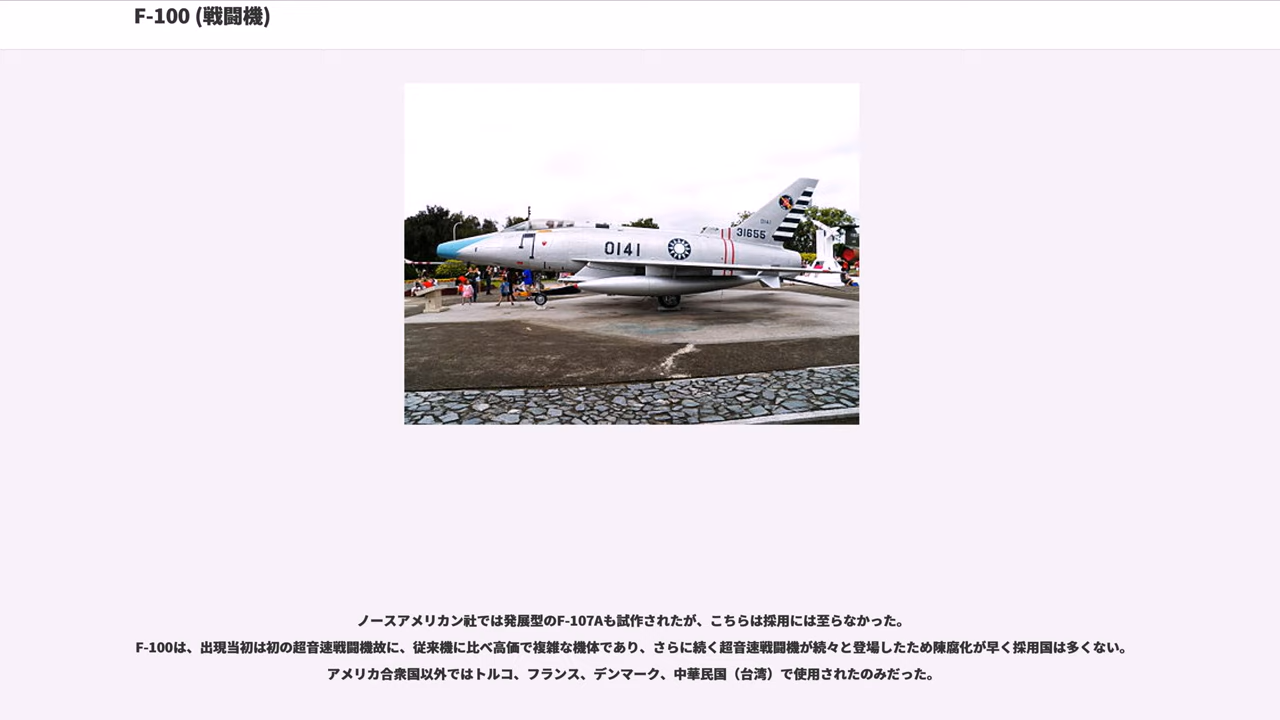 F-100 (戦闘機)
0141
0141
31655
ノースアメリカン社では発展型のF-107Aも試作されたが、こちらは採用には至らなかった。
F-100は、出現当初は初の超音速戦闘機故に、従来機に比べ高価で複雑な機体であり、さらに続く超音速戦闘機が続々と登場したため陳腐化が早く採用国は多くない。
アメリカ合衆国以外ではトルコ、フランス、デンマーク、中華民国（台湾）で使用されたのみだった。